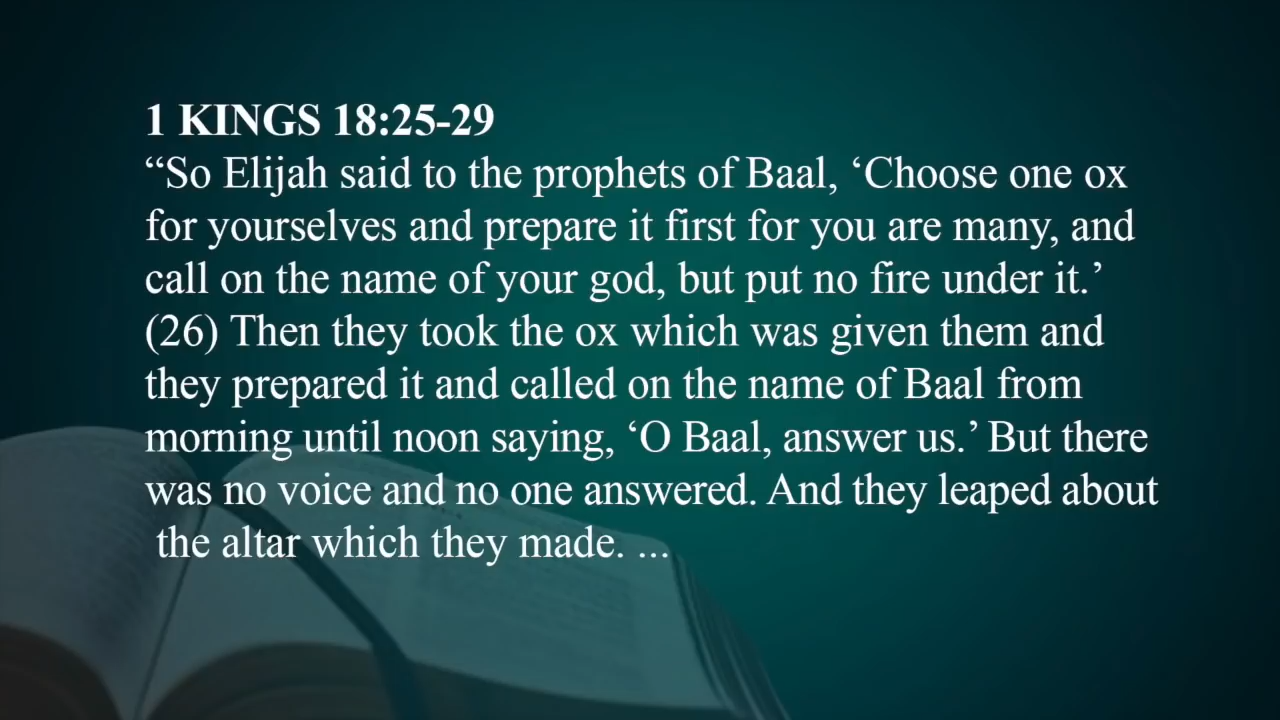 1 KINGS 18:25-29
“So Elijah said to the prophets of Baal, ‘Choose one ox
for yourselves and prepare it first for you are many, and
call on the name of your god, but put no fire under it.’
(26) Then they took the ox which was given them and
they prepared it and called on the name of Baal from
morning until noon saying, ‘O Baal, answer us.’ But there
was no voice and no one answered. And they leaped about
the altar which they made. ...